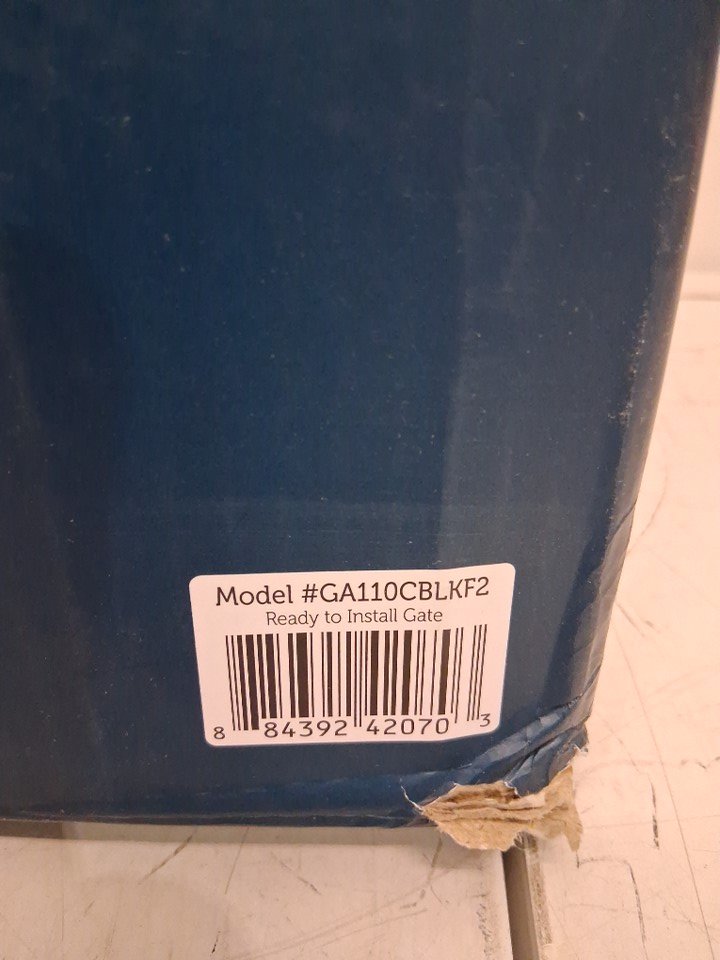 Model #GA110CBLKF2
Ready to Install Gate
8 84392 42070 3